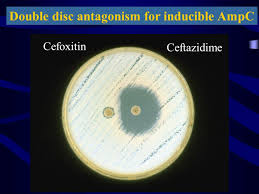 Double disc antagonism for inducible AmpC
Cefoxitin
Ceftazidime